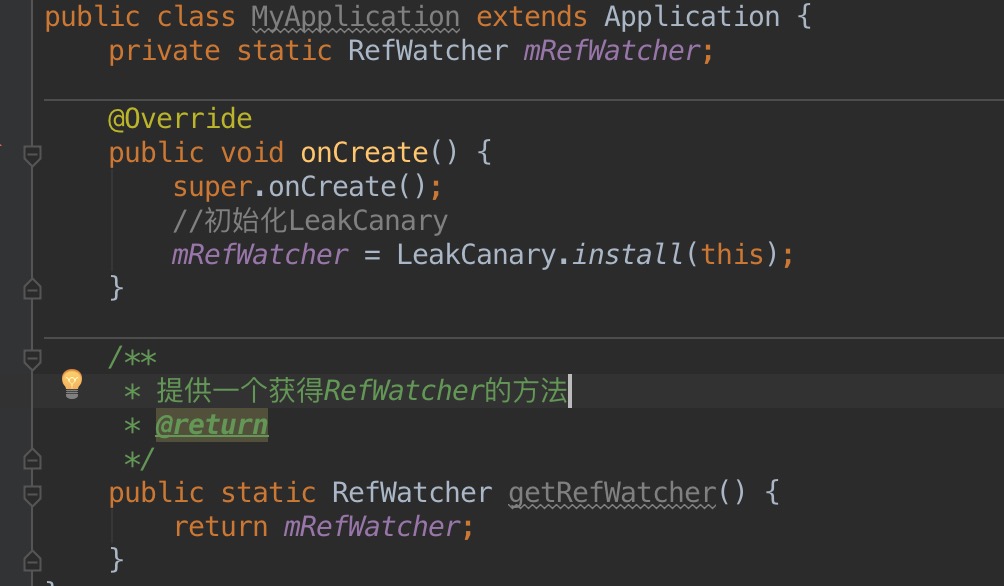 public class MyApplication extends Application {
private static RefWatcher mRefWatcher;
@Override
public void onCreate() {
super.onCreate();
//初始化LeakCanary
mRefWatcher = LeakCanary.install(this);
}
/**
* 提供一个获得RefWatcher的方法
* @return
*/
public static RefWatcher getRefWatcher() {
return mRefWatcher;
}